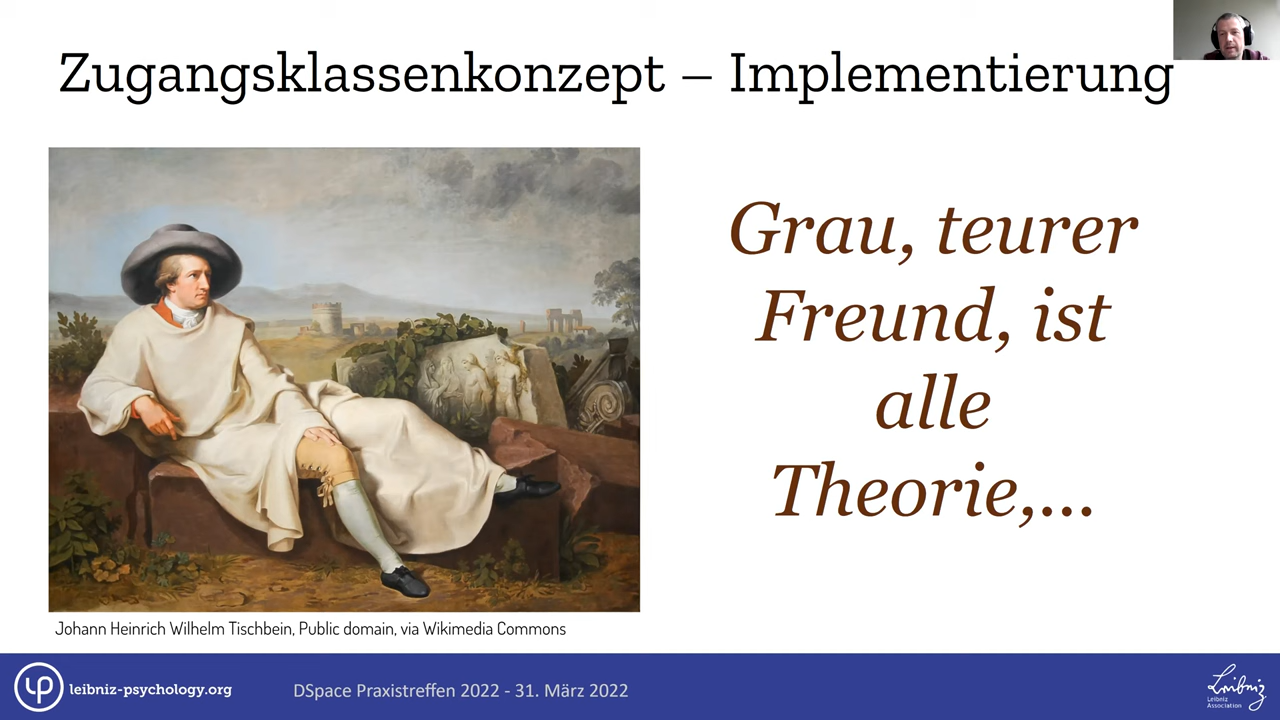 Zugangsklassenkonzept – Implementierung
Grau, teurer
Freund, ist
alle
Theorie,...
Johann Heinrich Wilhelm Tischbein, Public domain, via Wikimedia Commons
leibniz-psychology.org
DSpace Praxistreffen 2022 - 31. März 2022
Leibniz
Leibniz
Association